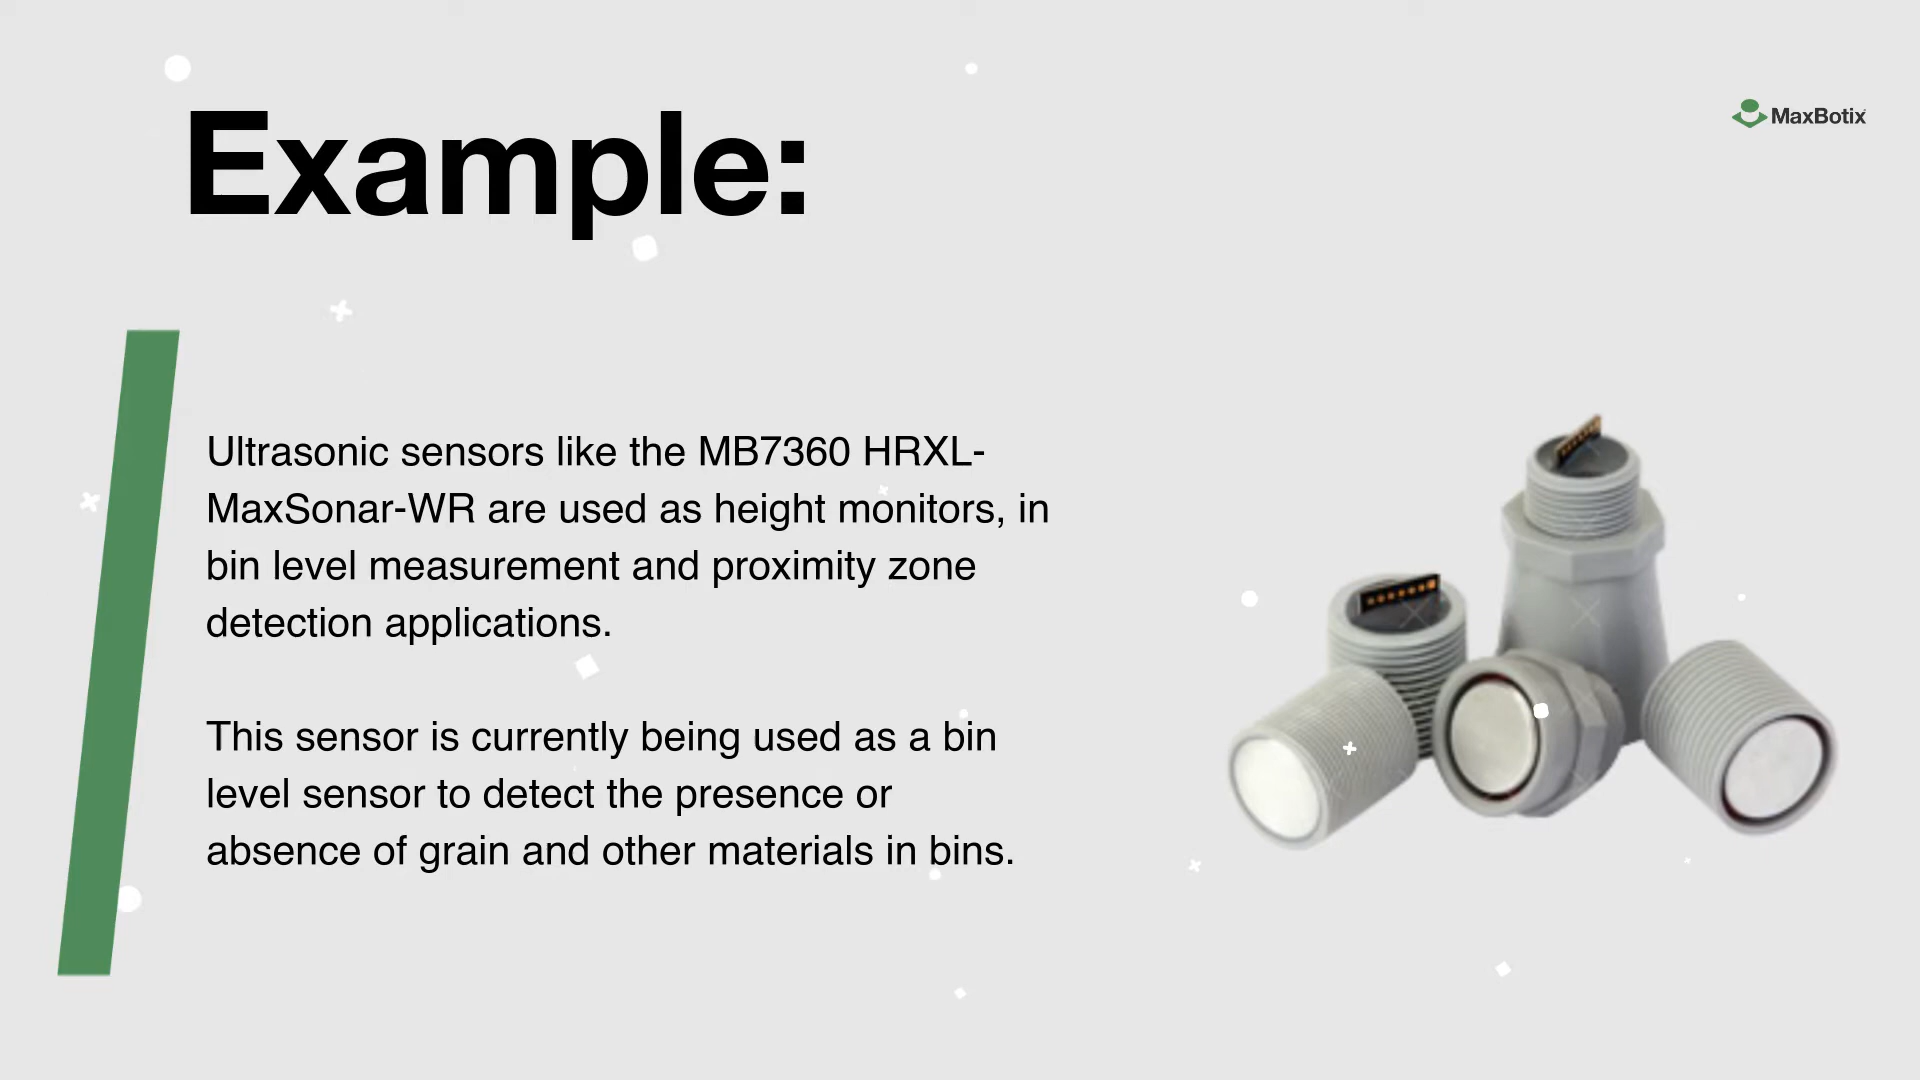 Example:
MaxBotix
Ultrasonic sensors like the MB7360 HRXL-
MaxSonar-WR are used as height monitors, in
bin level measurement and proximity zone
detection applications.
This sensor is currently being used as a bin
level sensor to detect the presence or
absence of grain and other materials in bins.